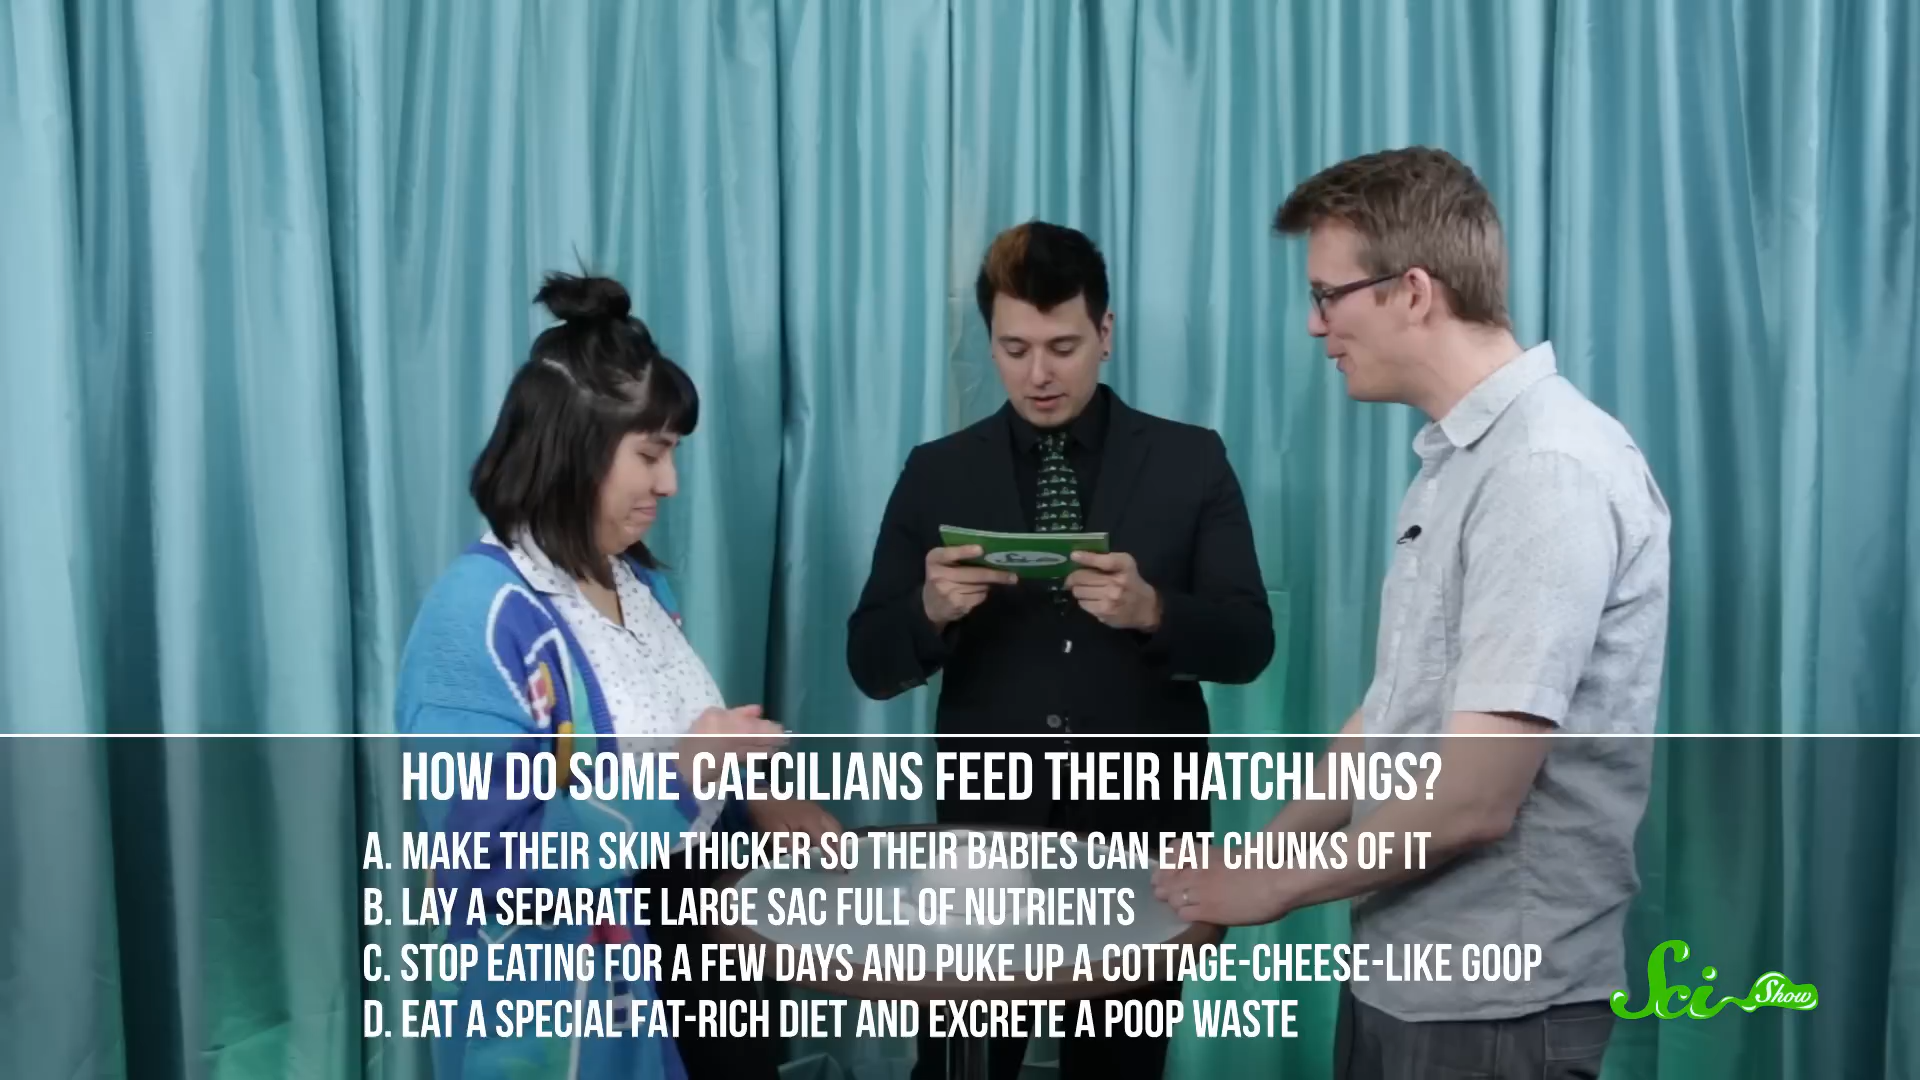 HOW DO SOME CAECILIANS FEED THEIR HATCHLINGS?
A. MAKE THEIR SKIN THICKER SO THEIR BABIES CAN EAT CHUNKS OF IT
B. LAY A SEPARATE LARGE SAC FULL OF NUTRIENTS
C. STOP EATING FOR A FEW DAYS AND PUKE UP A COTTAGE-CHEESE-LIKE GOOP
D. EAT A SPECIAL FAT-RICH DIET AND EXCRETE A POOP WASTE
Sci Show